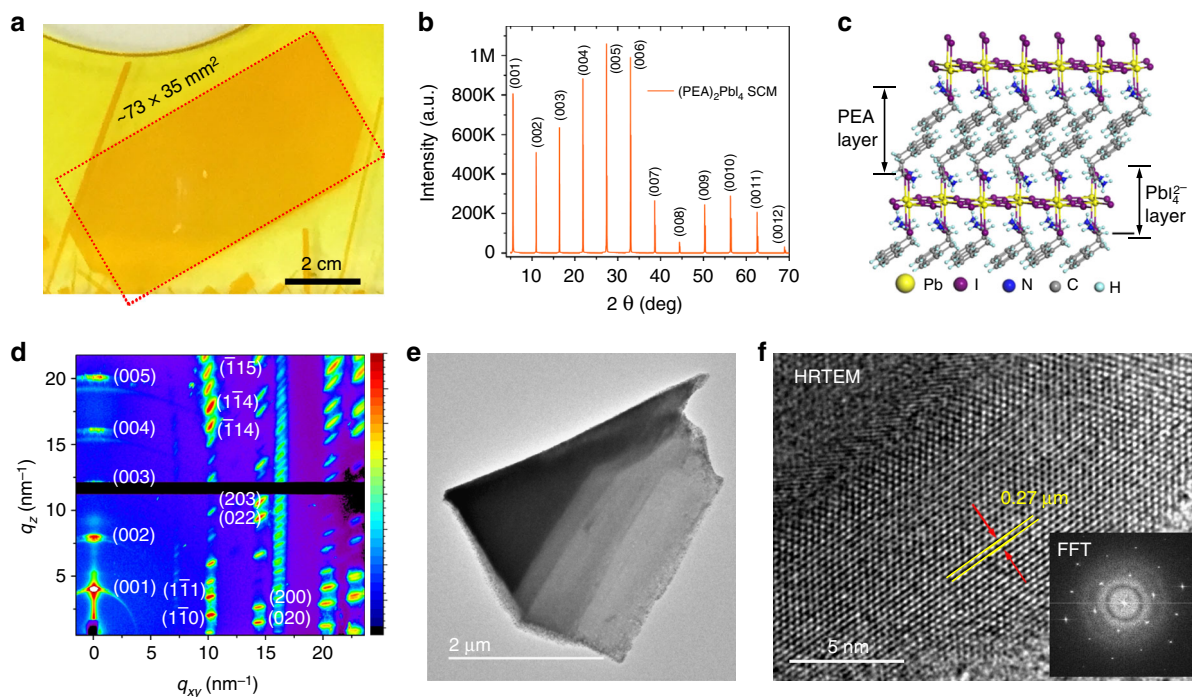 a
~73 × 35 mm²
2 cm
b
Intensity (a.u.)
1M
800K
600K
400K
200K
0
(001)
(002)
(003)
(004)
(005)
(006)
(007)
(008)
(009)
(0010)
(0011)
(0012)
(PEA)₂PbI₄ SCM
10
20
30
40
50
60
70
2 θ (deg)
c
PEA
layer
PbI₄²⁻
layer
Pb
I
N
C
H
d
q_z (nm⁻¹)
20
15
10
5
(005)
(004)
(003)
(002)
(001)
(1̄15)
(11̄4)
(1̄14)
(203)
(022)
(11̄1)
(11̄0)
(200)
(020)
0
5
10
15
20
q_xy (nm⁻¹)
e
2 μm
f
HRTEM
0.27 μm
5 nm
FFT